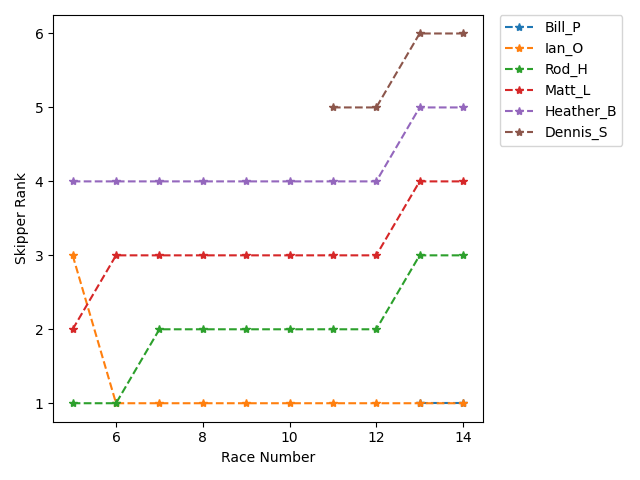 6
5
4
3
2
1
Skipper Rank
6 8 10 12 14
Race Number
Bill_P
Ian_O
Rod_H
Matt_L
Heather_B
Dennis_S